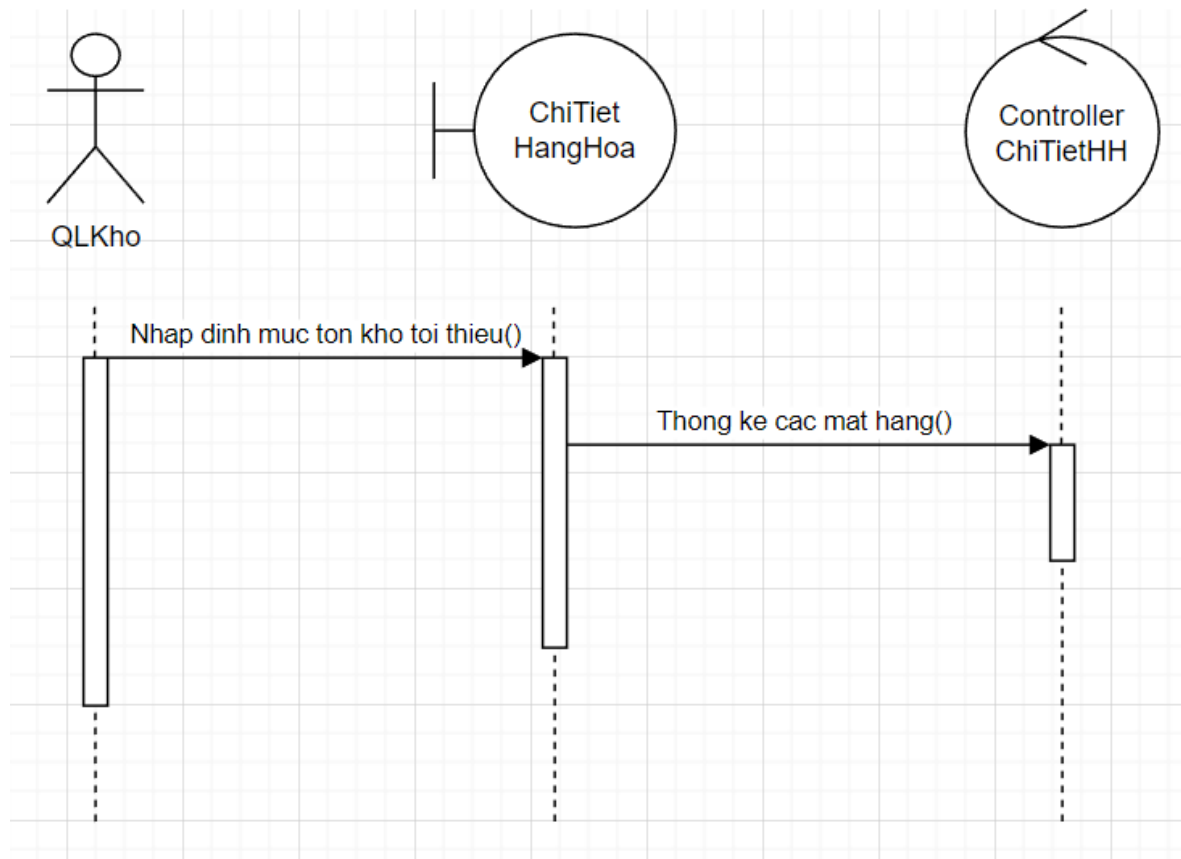 ChiTiet
HangHoa
Controller
ChiTietHH
QLKho
Nhap dinh muc ton kho toi thieu()
Thong ke cac mat hang()